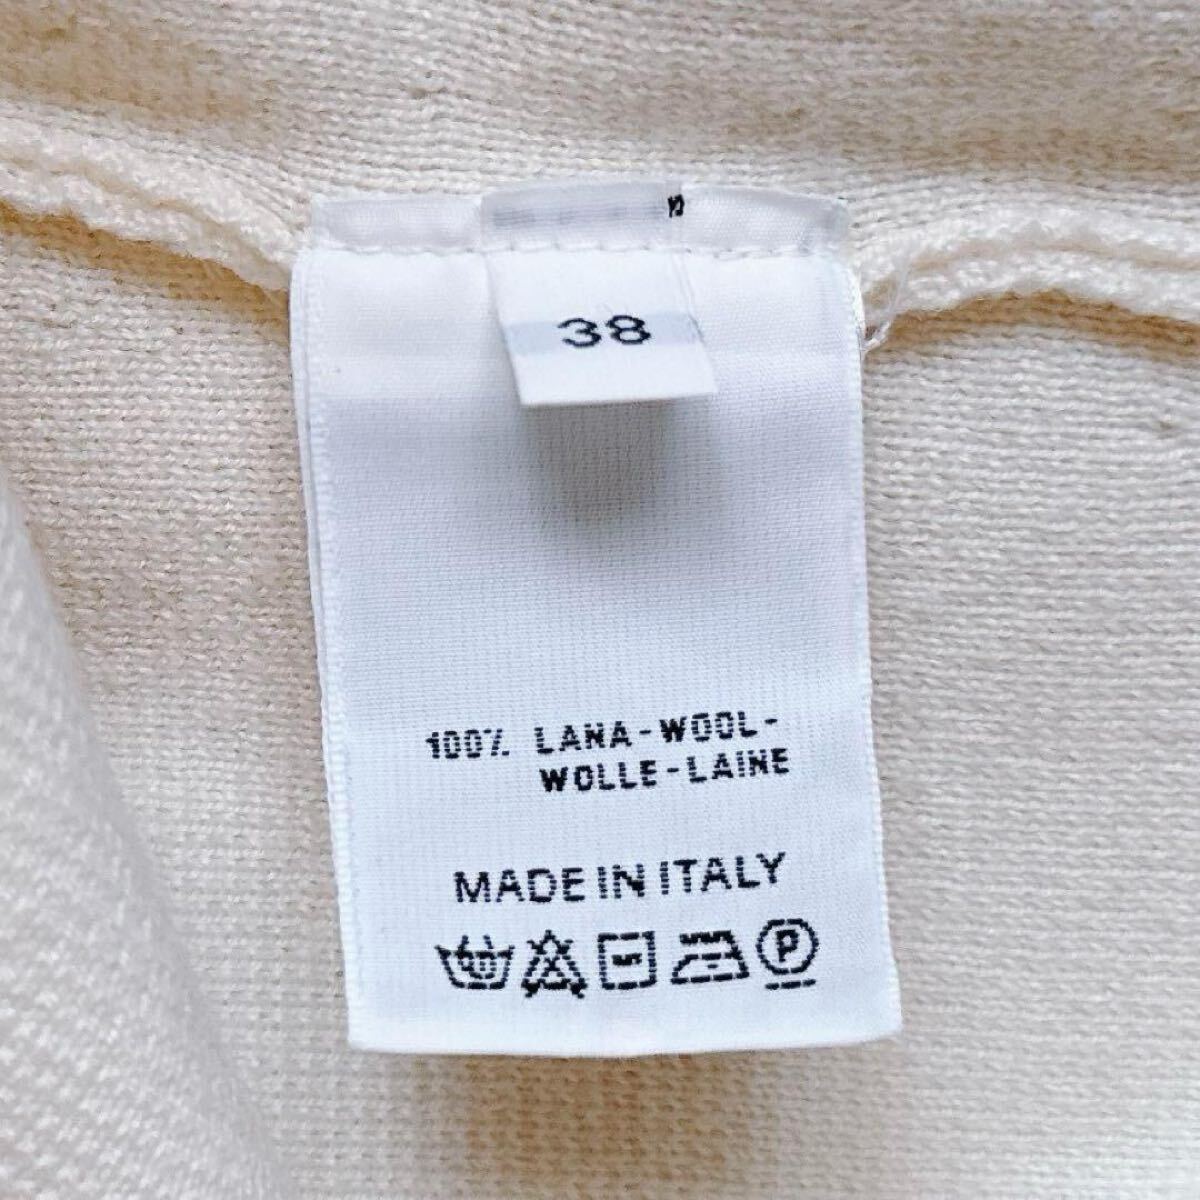 38
100% LANA-WOOL-
WOLLE-LAINE
MADE IN ITALY
P